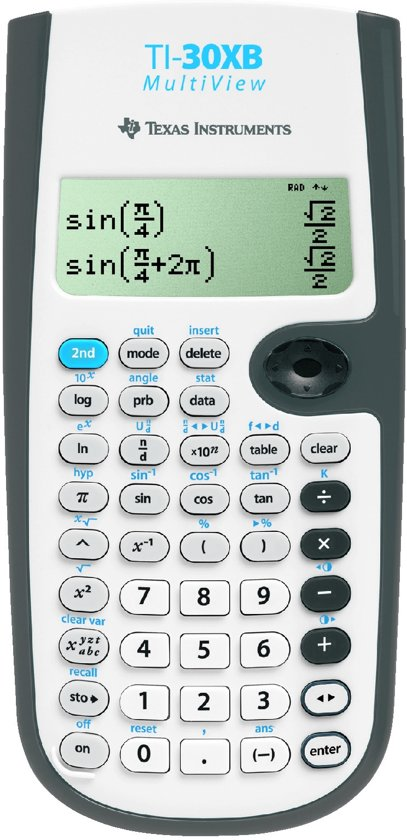 TI-30XB
MultiView
TEXAS INSTRUMENTS
RAD ↑↓
sin(π/4) √2/2
sin(π/4+2π) √2/2
quit insert
2nd mode delete
10ˣ angle stat
log prb data
eˣ U n/d n/d ◄► U n/d f◄►d
ln n/d ×10ⁿ table clear
hyp sin⁻¹ cos⁻¹ tan⁻¹ K
π sin cos tan ÷
ˣ√ % ►%
^ x⁻¹ ( ) ×
√ ◄◑
x² 7 8 9 −
clear var ◑►
x yzt abc 4 5 6 +
recall
sto► 1 2 3 ◄►
off reset , ans
on 0 . (−) enter